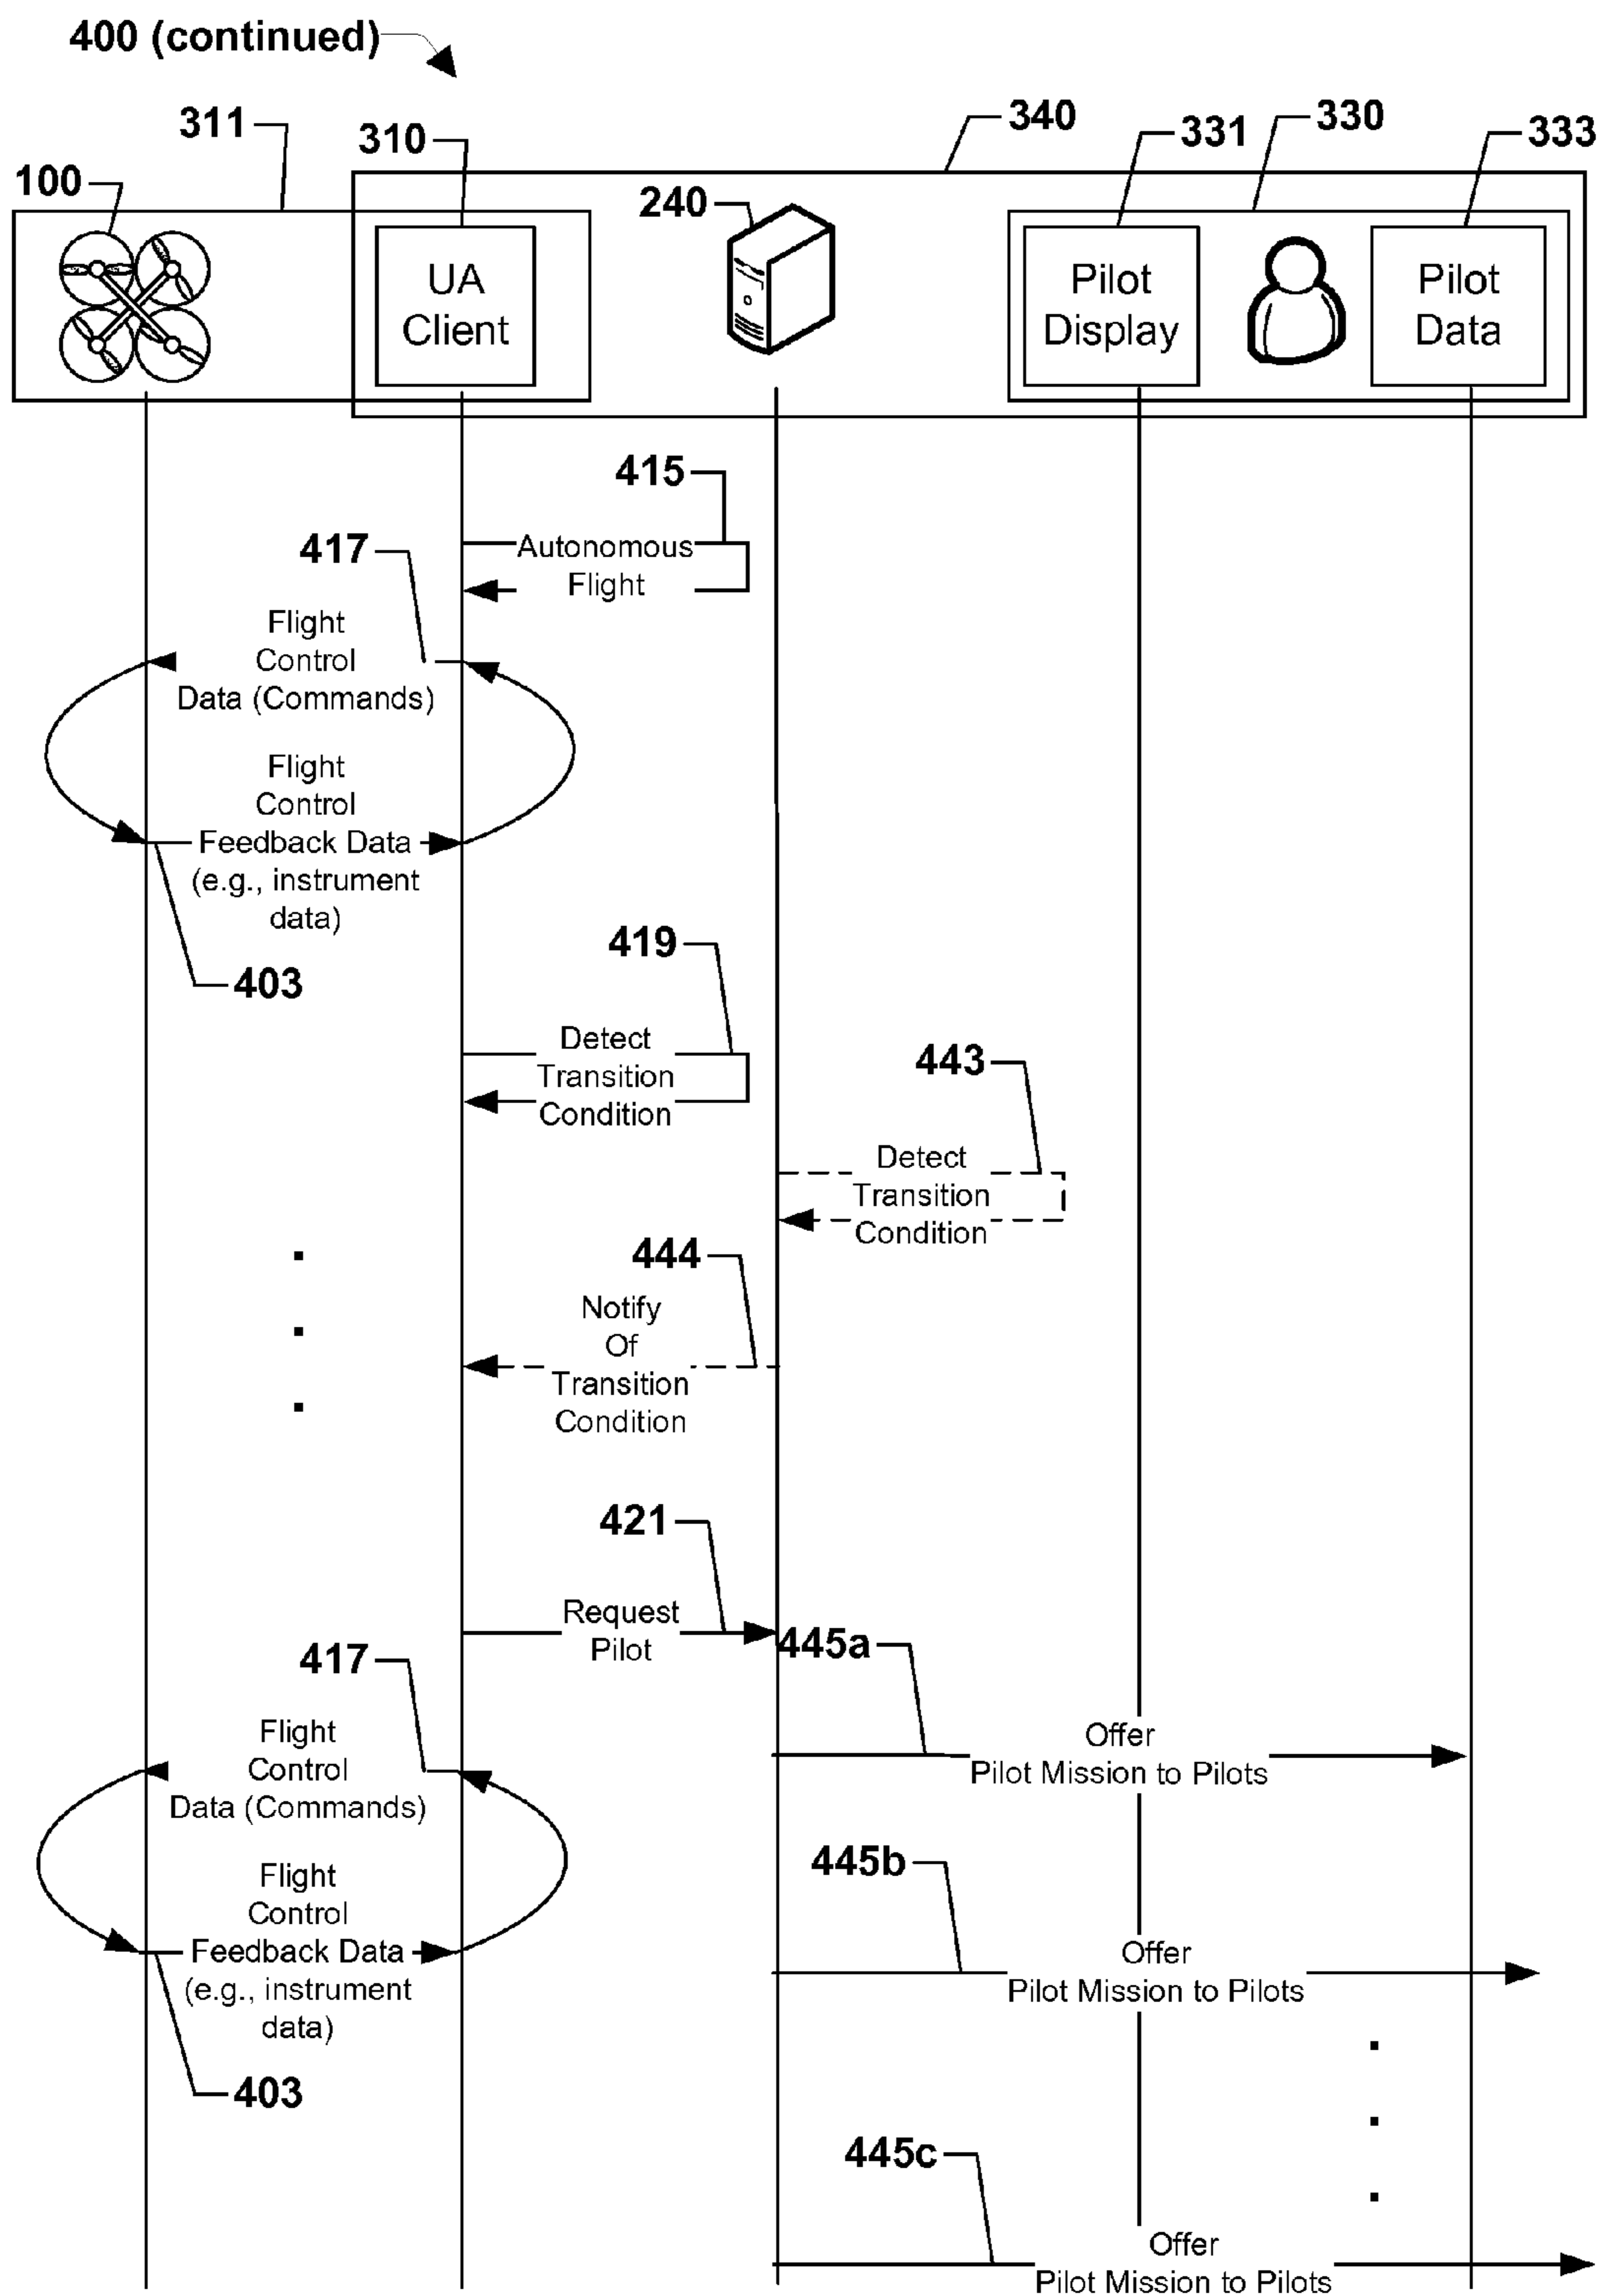 400 (continued)
311
310
340
331
330
333
100
240
UA
Client
Pilot
Display
Pilot
Data
415
Autonomous
Flight
417
Flight
Control
Data (Commands)
Flight
Control
Feedback Data
(e.g., instrument
data)
403
419
Detect
Transition
Condition
443
Detect
Transition
Condition
444
Notify
Of
Transition
Condition
421
Request
Pilot
445a
Offer
Pilot Mission to Pilots
417
Flight
Control
Data (Commands)
Flight
Control
Feedback Data
(e.g., instrument
data)
403
445b
Offer
Pilot Mission to Pilots
445c
Offer
Pilot Mission to Pilots